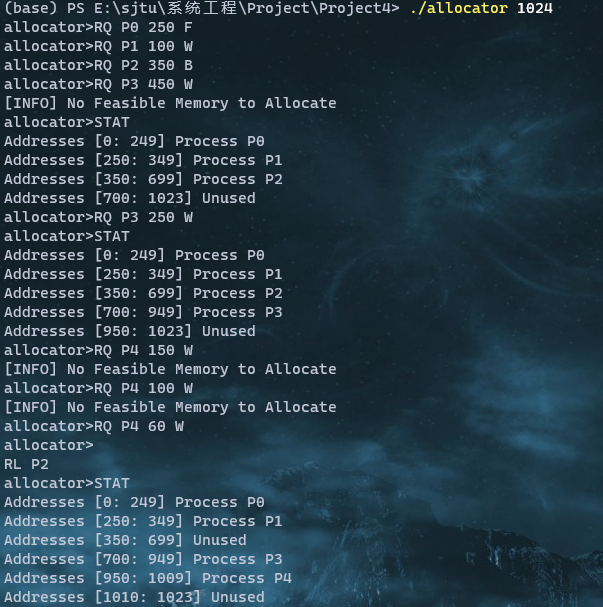 (base) PS E:\sjtu\系统工程\Project\Project4> ./allocator 1024
allocator>RQ P0 250 F
allocator>RQ P1 100 W
allocator>RQ P2 350 B
allocator>RQ P3 450 W
[INFO] No Feasible Memory to Allocate
allocator>STAT
Addresses [0: 249] Process P0
Addresses [250: 349] Process P1
Addresses [350: 699] Process P2
Addresses [700: 1023] Unused
allocator>RQ P3 250 W
allocator>STAT
Addresses [0: 249] Process P0
Addresses [250: 349] Process P1
Addresses [350: 699] Process P2
Addresses [700: 949] Process P3
Addresses [950: 1023] Unused
allocator>RQ P4 150 W
[INFO] No Feasible Memory to Allocate
allocator>RQ P4 100 W
[INFO] No Feasible Memory to Allocate
allocator>RQ P4 60 W
allocator>
RL P2
allocator>STAT
Addresses [0: 249] Process P0
Addresses [250: 349] Process P1
Addresses [350: 699] Unused
Addresses [700: 949] Process P3
Addresses [950: 1009] Process P4
Addresses [1010: 1023] Unused